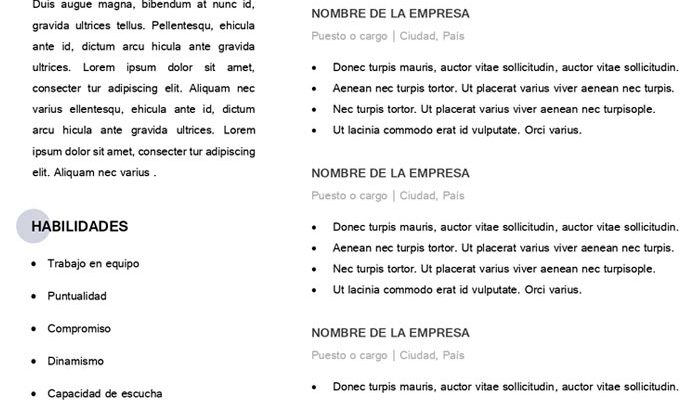 Duis augue magna, bibendum at nunc id,
gravida ultrices tellus. Pellentesqu, ehicula
ante id, dictum arcu hicula ante gravida
ultrices. Lorem ipsum dolor sit amet,
consecter tur adipiscing elit. Aliquam nec
varius ellentesqu, ehicula ante id, dictum
arcu hicula ante gravida ultrices. Lorem
ipsum dolor sit amet, consecter tur adipiscing
elit. Aliquam nec varius .
HABILIDADES
• Trabajo en equipo
• Puntualidad
• Compromiso
• Dinamismo
• Capacidad de escucha
NOMBRE DE LA EMPRESA
Puesto o cargo | Ciudad, País
• Donec turpis mauris, auctor vitae sollicitudin, auctor vitae sollicitudin.
• Aenean nec turpis tortor. Ut placerat varius viver aenean nec turpis.
• Nec turpis tortor. Ut placerat varius viver aenean nec turpisople.
• Ut lacinia commodo erat id vulputate. Orci varius.
NOMBRE DE LA EMPRESA
Puesto o cargo | Ciudad, País
• Donec turpis mauris, auctor vitae sollicitudin, auctor vitae sollicitudin.
• Aenean nec turpis tortor. Ut placerat varius viver aenean nec turpis.
• Nec turpis tortor. Ut placerat varius viver aenean nec turpisople.
• Ut lacinia commodo erat id vulputate. Orci varius.
NOMBRE DE LA EMPRESA
Puesto o cargo | Ciudad, País
• Donec turpis mauris, auctor vitae sollicitudin, auctor vitae sollicitudin.